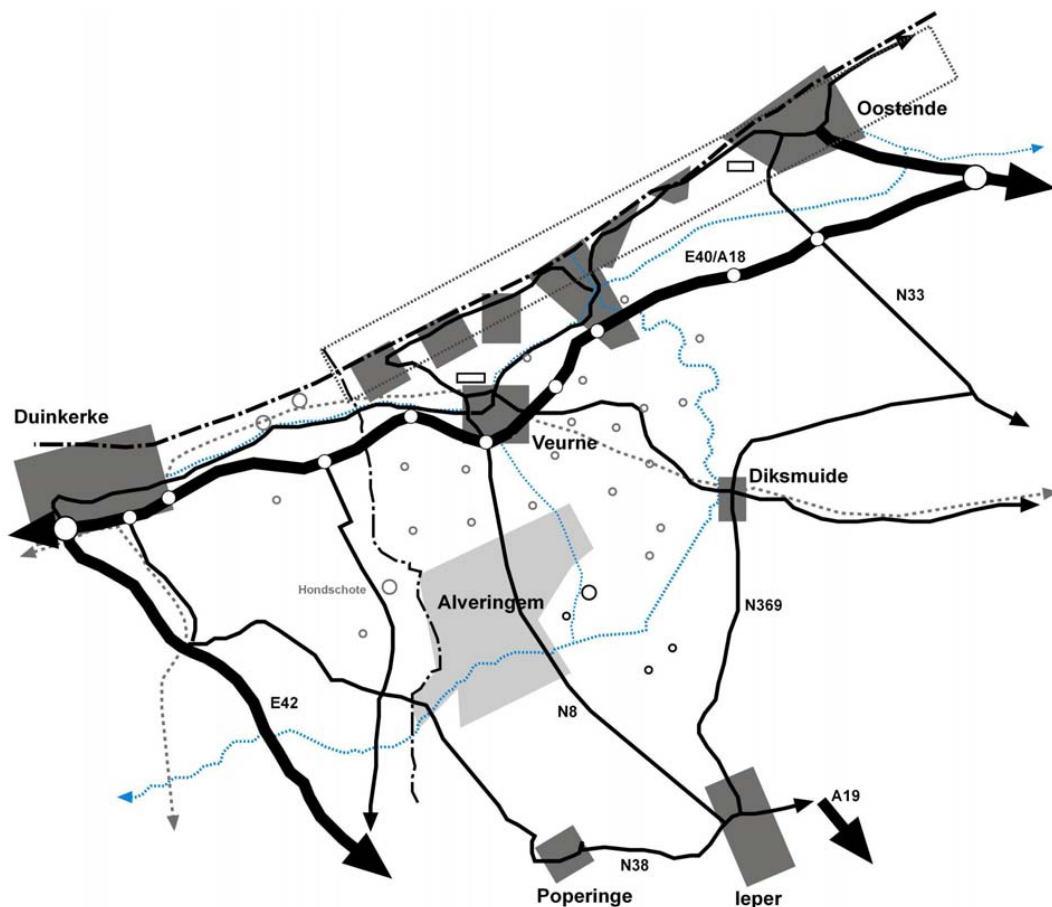 Oostende
E40/A18
N33
Duinkerke
Veurne
Diksmuide
Hondschote
Alveringem
N369
E42
N8
A19
N38
Poperinge
Ieper